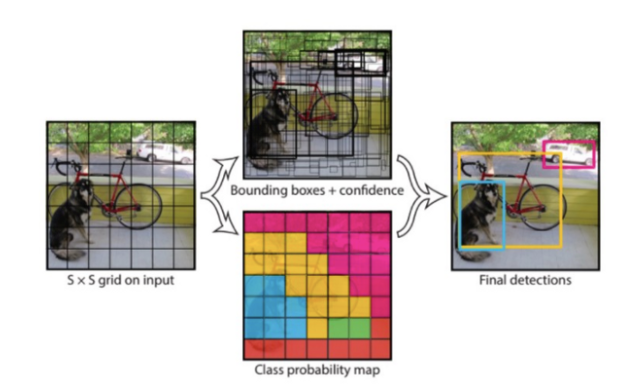 Bounding boxes + confidence
S × S grid on input
Final detections
Class probability map